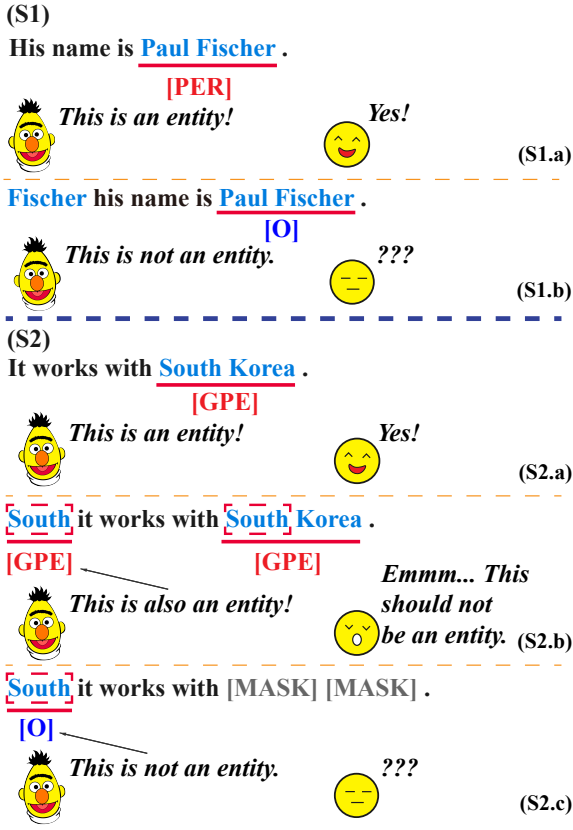 (S1)
His name is Paul Fischer .
[PER]
This is an entity!
Yes!
(S1.a)
Fischer his name is Paul Fischer .
[O]
This is not an entity.
???
(S1.b)
(S2)
It works with South Korea .
[GPE]
This is an entity!
Yes!
(S2.a)
South it works with South Korea .
[GPE] [GPE]
This is also an entity!
Emmm... This
should not
be an entity.
(S2.b)
South it works with [MASK] [MASK] .
[O]
This is not an entity.
???
(S2.c)